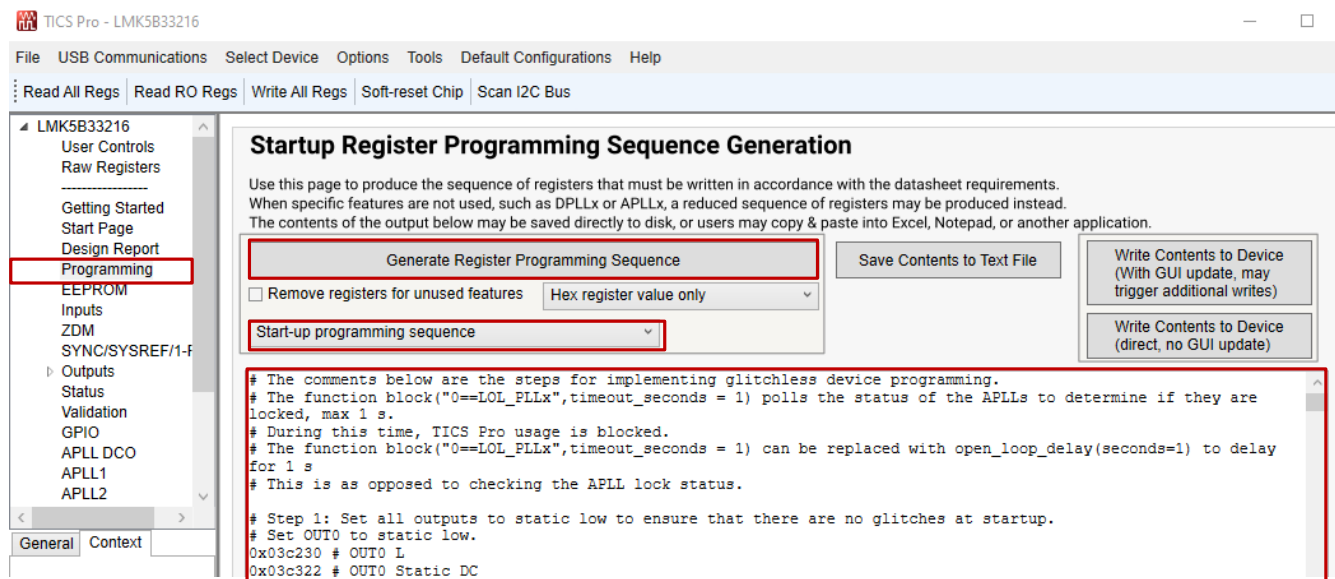 TICS Pro - LMK5B33216
File USB Communications Select Device Options Tools Default Configurations Help
Read All Regs Read RO Regs Write All Regs Soft-reset Chip Scan I2C Bus
LMK5B33216
User Controls
Raw Registers
-----------------
Getting Started
Start Page
Design Report
Programming
EEPROM
Inputs
ZDM
SYNC/SYSREF/1-P
Outputs
Status
Validation
GPIO
APLL DCO
APLL1
APLL2
General Context
Startup Register Programming Sequence Generation
Use this page to produce the sequence of registers that must be written in accordance with the datasheet requirements.
When specific features are not used, such as DPLLx or APLLx, a reduced sequence of registers may be produced instead.
The contents of the output below may be saved directly to disk, or users may copy & paste into Excel, Notepad, or another application.
Generate Register Programming Sequence
Save Contents to Text File
Write Contents to Device
(With GUI update, may
trigger additional writes)
Remove registers for unused features
Hex register value only
Start-up programming sequence
Write Contents to Device
(direct, no GUI update)
# The comments below are the steps for implementing glitchless device programming.
# The function block("0==LOL_PLLx",timeout_seconds = 1) polls the status of the APLLs to determine if they are
locked, max 1 s.
# During this time, TICS Pro usage is blocked.
# The function block("0==LOL_PLLx",timeout_seconds = 1) can be replaced with open_loop_delay(seconds=1) to delay
for 1 s
# This is as opposed to checking the APLL lock status.
# Step 1: Set all outputs to static low to ensure that there are no glitches at startup.
# Set OUT0 to static low.
0x03c230 # OUT0 L
0x03c322 # OUT0 Static DC